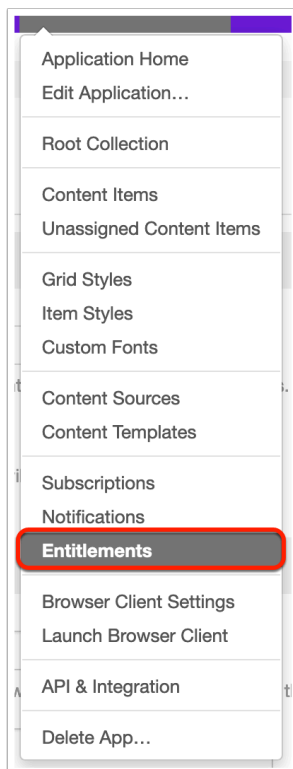 Application Home
Edit Application…
Root Collection
Content Items
Unassigned Content Items
Grid Styles
Item Styles
Custom Fonts
Content Sources
Content Templates
Subscriptions
Notifications
Entitlements
Browser Client Settings
Launch Browser Client
API & Integration
Delete App…